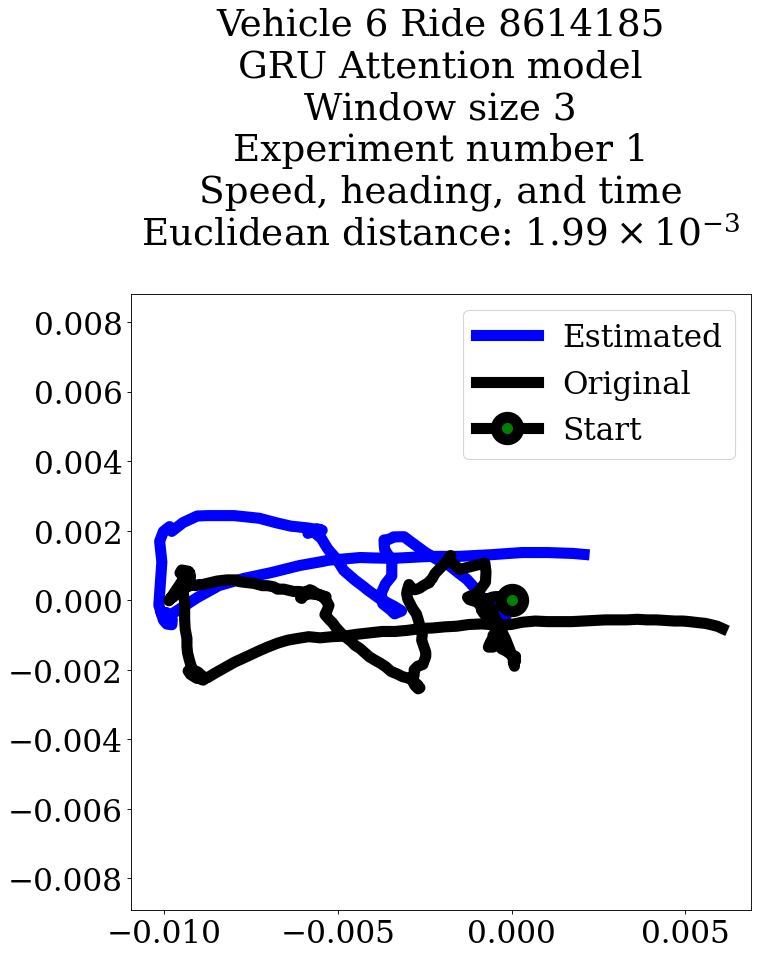 Vehicle 6 Ride 8614185
GRU Attention model
Window size 3
Experiment number 1
Speed, heading, and time
Euclidean distance: 1.99 × 10⁻³
Estimated
Original
Start
0.008
0.006
0.004
0.002
0.000
−0.002
−0.004
−0.006
−0.008
−0.010 −0.005 0.000 0.005